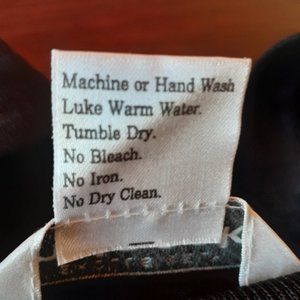 Machine or Hand Wash
Luke Warm Water.
Tumble Dry.
No Bleach.
No Iron.
No Dry Clean.